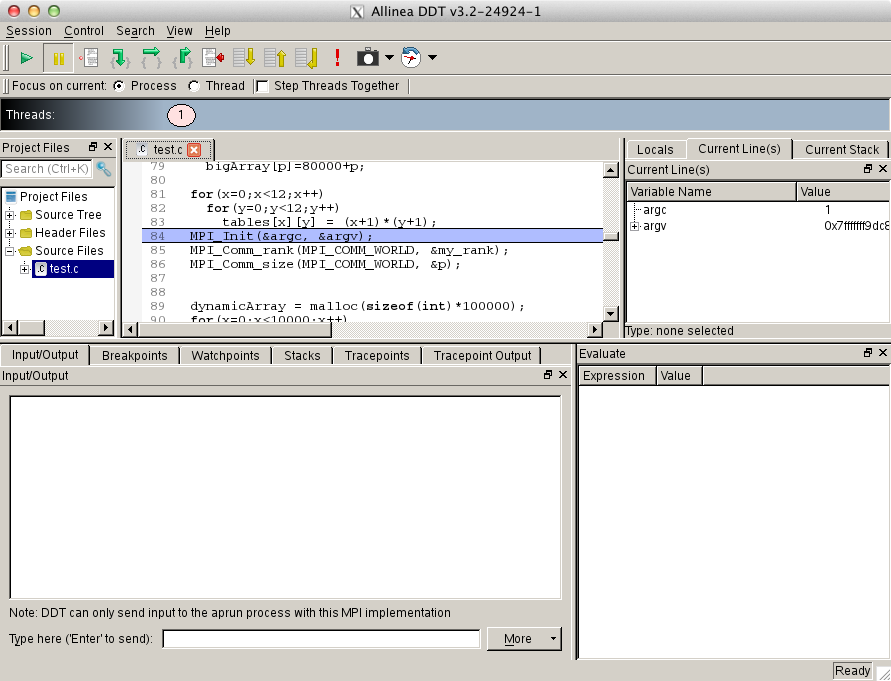 Allinea DDT v3.2-24924-1
Session Control Search View Help
Focus on current: Process Thread Step Threads Together
Threads: 1
Project Files
Search (Ctrl+K)
Project Files
Source Tree
Header Files
Source Files
test.c
test.c
79 bigArray[p]=80000+p;
80
81 for(x=0;x<12;x++)
82 for(y=0;y<12;y++)
83 tables[x][y] = (x+1)*(y+1);
84 MPI_Init(&argc, &argv);
85 MPI_Comm_rank(MPI_COMM_WORLD, &my_rank);
86 MPI_Comm_size(MPI_COMM_WORLD, &p);
87
88
89 dynamicArray = malloc(sizeof(int)*100000);
90 for(x=0;x<10000;x++)
Locals Current Line(s) Current Stack
Current Line(s)
Variable Name Value
argc 1
argv 0x7fffffff9dc8
Type: none selected
Input/Output Breakpoints Watchpoints Stacks Tracepoints Tracepoint Output
Input/Output
Note: DDT can only send input to the aprun process with this MPI implementation
Type here ('Enter' to send): More
Evaluate
Expression Value
Ready